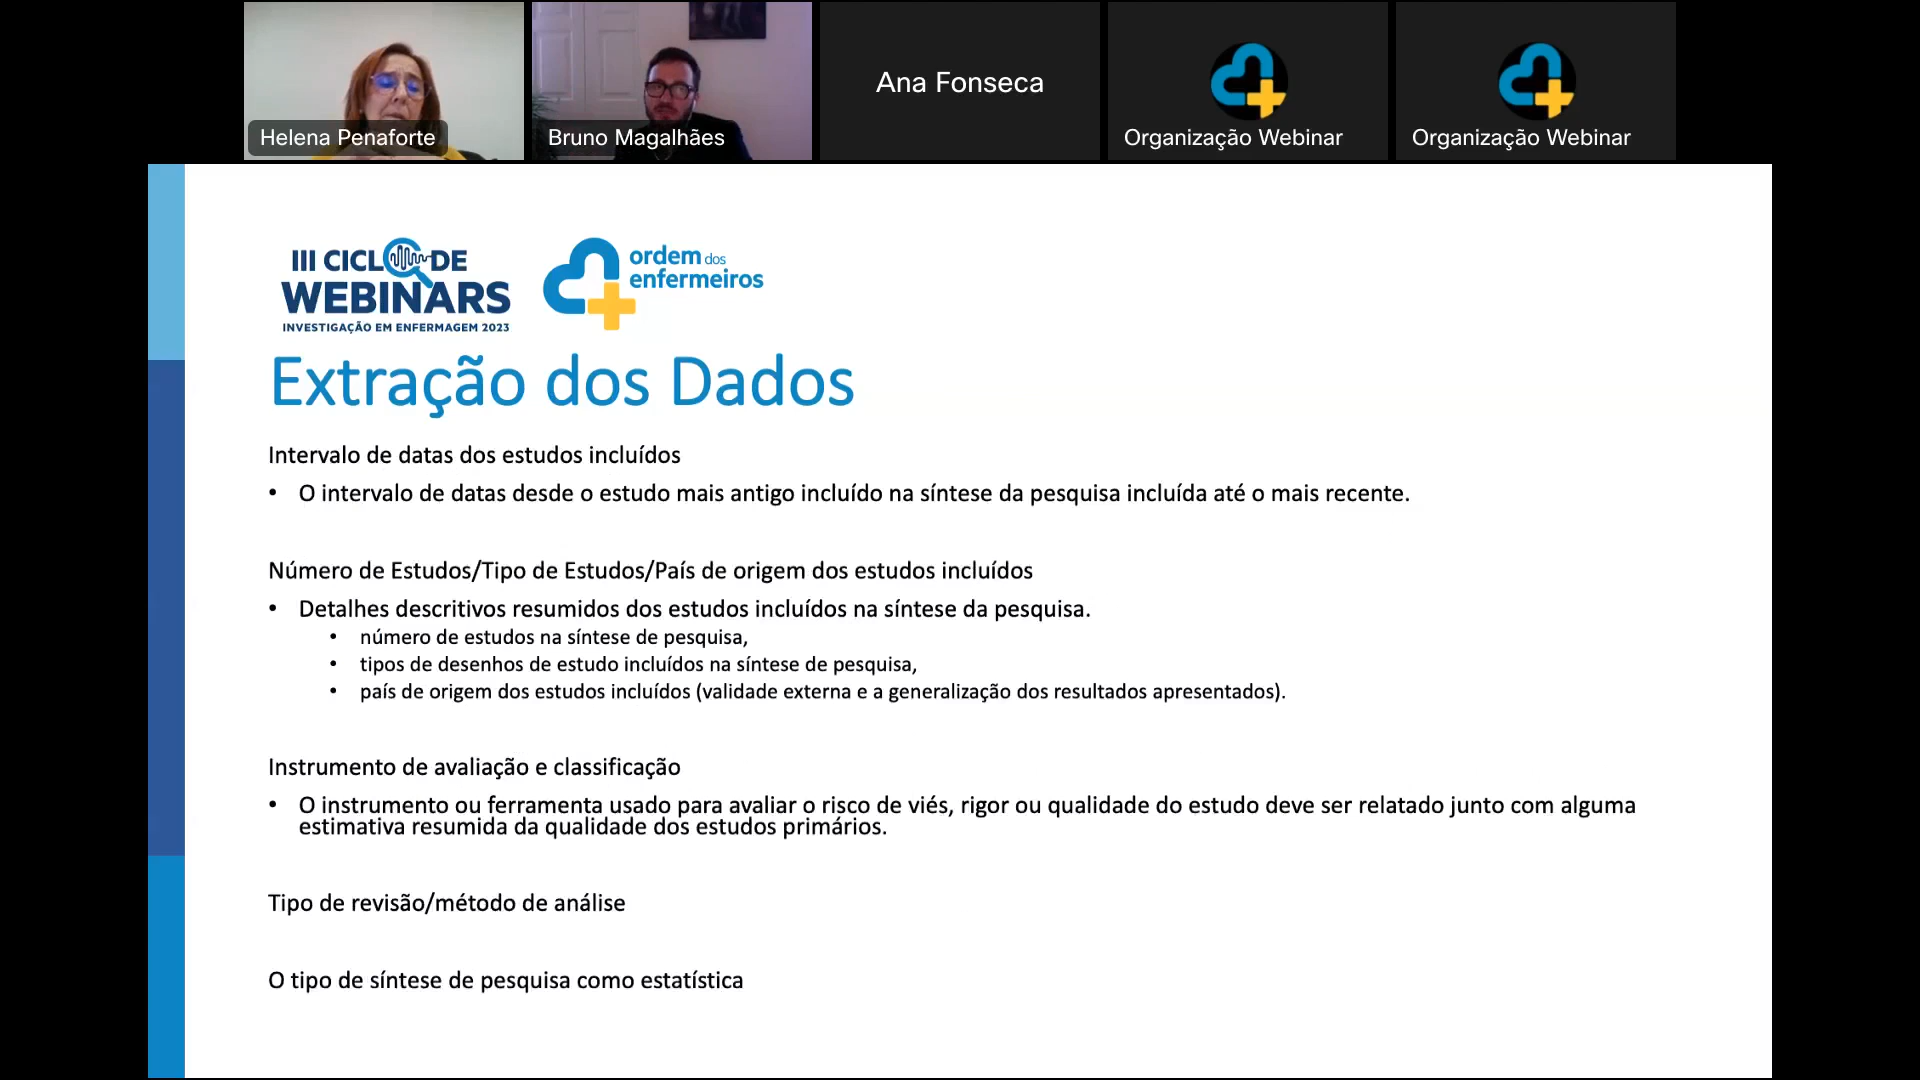 Helena Penaforte
Bruno Magalhães
Ana Fonseca
Organização Webinar
Organização Webinar
III CICLO DE
WEBINARS
INVESTIGAÇÃO EM ENFERMAGEM 2023
ordem dos
enfermeiros
Extração dos Dados
Intervalo de datas dos estudos incluídos
• O intervalo de datas desde o estudo mais antigo incluído na síntese da pesquisa incluída até o mais recente.
Número de Estudos/Tipo de Estudos/País de origem dos estudos incluídos
• Detalhes descritivos resumidos dos estudos incluídos na síntese da pesquisa.
• número de estudos na síntese de pesquisa,
• tipos de desenhos de estudo incluídos na síntese de pesquisa,
• país de origem dos estudos incluídos (validade externa e a generalização dos resultados apresentados).
Instrumento de avaliação e classificação
• O instrumento ou ferramenta usado para avaliar o risco de viés, rigor ou qualidade do estudo deve ser relatado junto com alguma
estimativa resumida da qualidade dos estudos primários.
Tipo de revisão/método de análise
O tipo de síntese de pesquisa como estatística